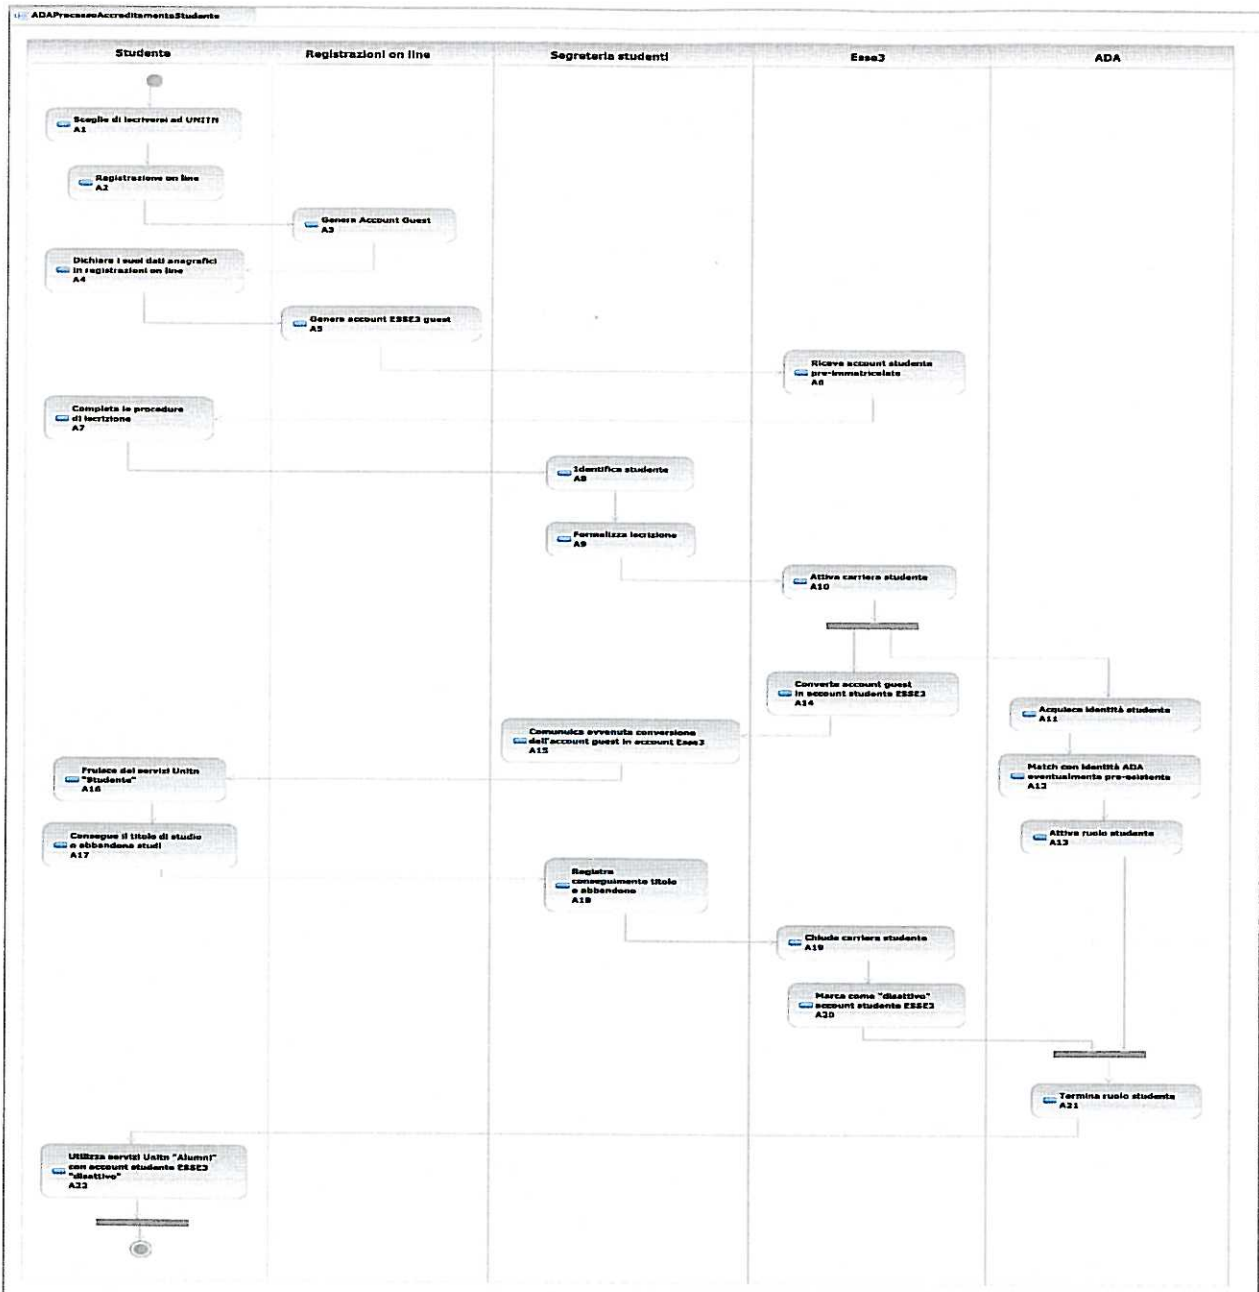 ADAProcessoAccreditamentoStudente
Studente
Registrazioni on line
Segreteria studenti
Esse3
ADA
Sceglie di iscriversi ad UNITN
A1
Registrazione on line
A2
Genera Account Guest
A3
Dichiara i suoi dati anagrafici
in registrazioni on line
A4
Genera account ESSE3 guest
A5
Riceve account studente
pre-immatricolato
A6
Completa le procedure
di iscrizione
A7
Identifica studente
A8
Formalizza iscrizione
A9
Attiva carriera studente
A10
Converte account guest
in account studente ESSE3
A14
Acquisce identità studente
A11
Comunica avvenuta conversione
dell'account guest in account Esse3
A15
Match con identità ADA
eventualmente pre-esistente
A12
Fruisce dei servizi Unitn
"Studente"
A16
Attiva ruolo studente
A13
Consegue il titolo di studio
o abbandona studi
A17
Registra
conseguimento titolo
o abbandono
A18
Chiude carriera studente
A19
Marca come "disattivo"
account studente ESSE3
A20
Termina ruolo studente
A21
Utilizza servizi Unitn "Alumni"
con account studente ESSE3
"disattivo"
A22